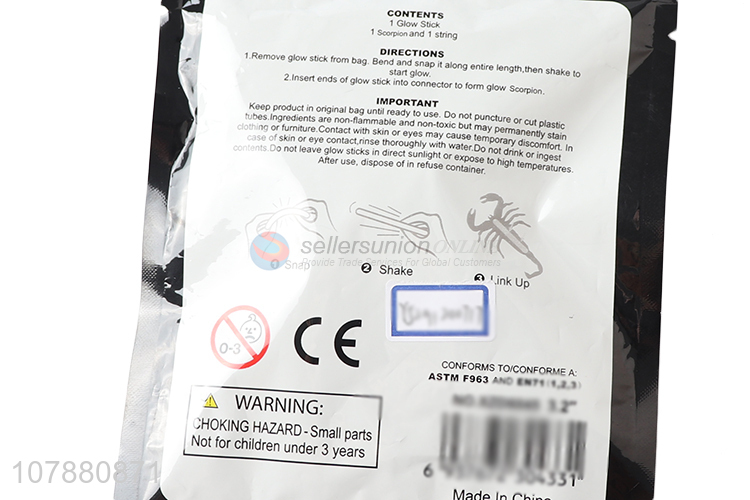 CONTENTS
1 Glow Stick
1 Scorpion and 1 string
DIRECTIONS
1.Remove glow stick from bag. Bend and snap it along entire length,then shake to
start glow.
2.Insert ends of glow stick into connector to form glow Scorpion.
IMPORTANT
Keep product in original bag until ready to use. Do not puncture or cut plastic
tubes.Ingredients are non-flammable and non-toxic but may permanently stain
clothing or furniture.Contact with skin or eyes may cause temporary discomfort. In
case of skin or eye contact,rinse thoroughly with water.Do not drink or ingest
contents.Do not leave glow sticks in direct sunlight or expose to high temperatures.
After use, dispose of in refuse container.
sellersunion ONLINE
Provide Trade Services For Global Customers
1 Snap
2 Shake
3 Link Up
0-3
CE
CONFORMS TO/CONFORME A:
ASTM F963 AND EN71(1,2,3)
WARNING:
CHOKING HAZARD - Small parts
Not for children under 3 years
3.2"
304331
Made in China
1078808